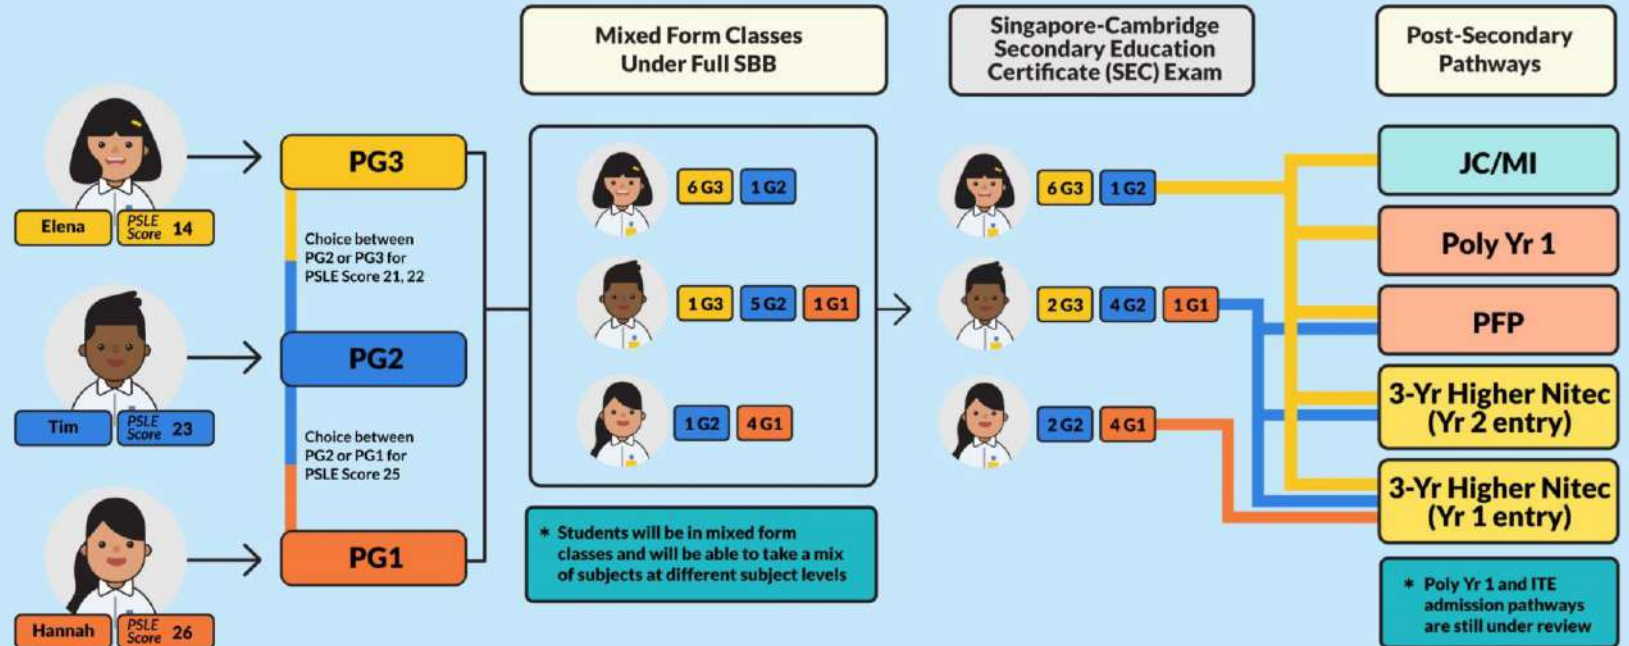 Mixed Form Classes
Under Full SBB
Singapore-Cambridge
Secondary Education
Certificate (SEC) Exam
Post-Secondary
Pathways
Elena
PSLE
Score 14
PG3
Choice between
PG2 or PG3 for
PSLE Score 21, 22
Tim
PSLE
Score 23
PG2
Choice between
PG2 or PG1 for
PSLE Score 25
Hannah
PSLE
Score 26
PG1
6 G3 1 G2
1 G3 5 G2 1 G1
1 G2 4 G1
* Students will be in mixed form
classes and will be able to take a mix
of subjects at different subject levels
6 G3 1 G2
2 G3 4 G2 1 G1
2 G2 4 G1
JC/MI
Poly Yr 1
PFP
3-Yr Higher Nitec
(Yr 2 entry)
3-Yr Higher Nitec
(Yr 1 entry)
* Poly Yr 1 and ITE
admission pathways
are still under review